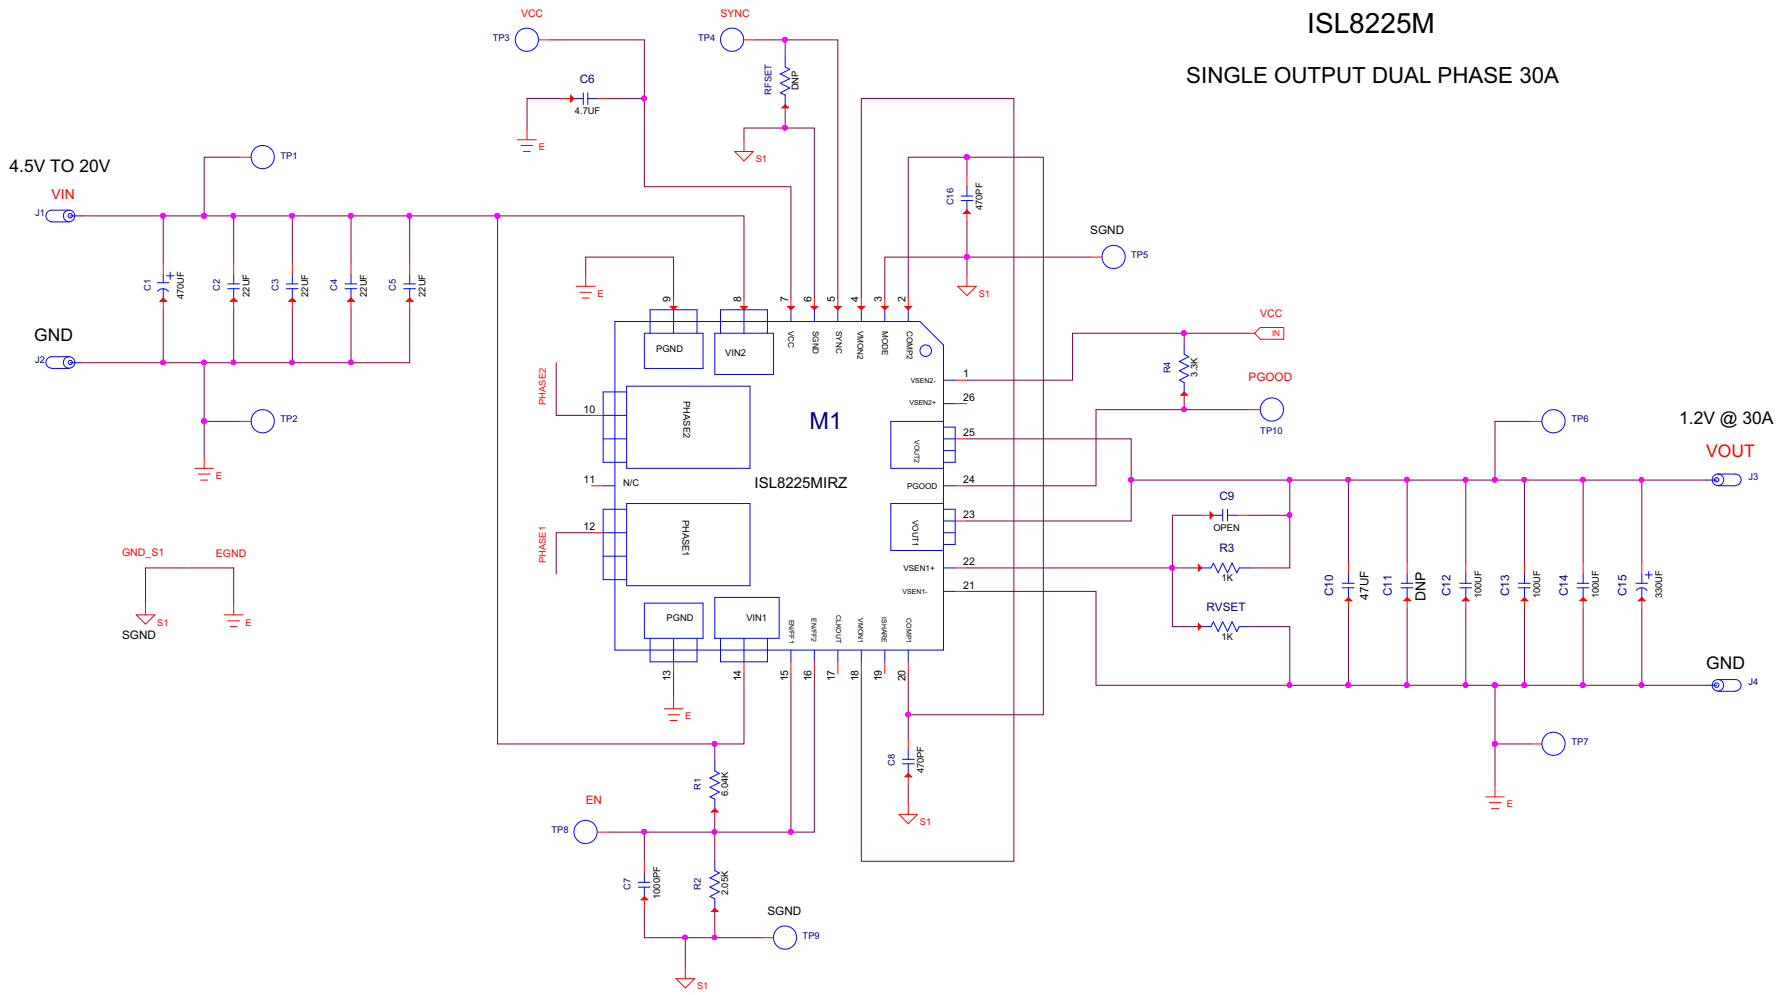 ISL8225M
SINGLE OUTPUT DUAL PHASE 30A
VCC
TP3
SYNC
TP4
C6
4.7UF
E
RFSET
DNP
S1
4.5V TO 20V
VIN
J1
TP1
C1
+
470UF
C2
22UF
C3
22UF
C4
22UF
C5
22UF
GND
J2
TP2
E
GND_S1
EGND
S1
SGND
E
E
C16
470PF
SGND
TP5
S1
9
8
7
6
5
4
3
2
PGND
VIN2
VCC
SGND
SYNC
VMON2
MODE
COMP2
PHASE2
10
PHASE2
M1
11
N/C
ISL8225MIRZ
PHASE1
12
PHASE1
VSEN2-
1
VSEN2+
26
VOUT2
25
PGOOD
24
VOUT1
23
VSEN1+
22
VSEN1-
21
PGND
VIN1
EN/FF1
EN/FF2
CLKOUT
VMON1
ISHARE
COMP1
13
14
15
16
17
18
19
20
E
VCC
IN
R4
3.3K
PGOOD
TP10
TP6
1.2V @ 30A
VOUT
J3
C9
OPEN
R3
1K
RVSET
1K
C10
47UF
C11
DNP
C12
100UF
C13
100UF
C14
100UF
C15
+
330UF
GND
J4
TP7
E
C8
470PF
S1
R1
6.04K
EN
TP8
C7
1000PF
R2
2.05K
SGND
TP9
S1